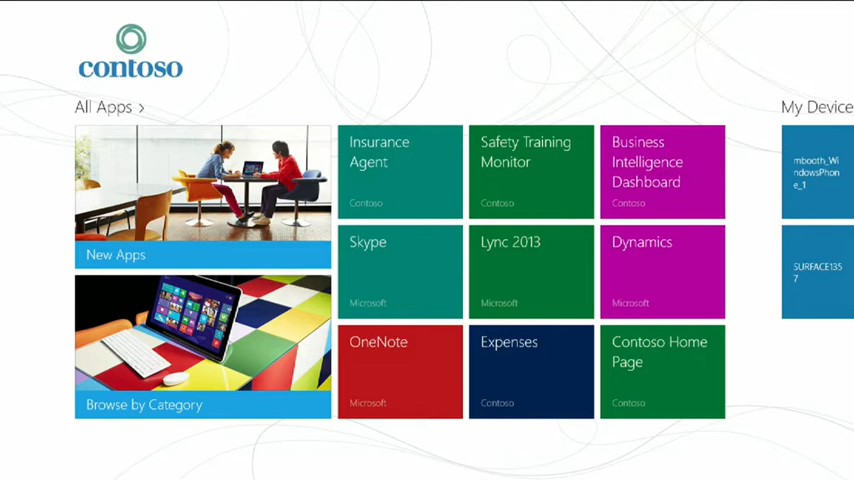 contoso
All Apps >
My Device
New Apps
Browse by Category
Insurance
Agent
Contoso
Safety Training
Monitor
Contoso
Business
Intelligence
Dashboard
Contoso
Skype
Microsoft
Lync 2013
Microsoft
Dynamics
Microsoft
OneNote
Microsoft
Expenses
Contoso
Contoso Home
Page
Contoso
mbooth_Wi
ndowsPhon
e_1
SURFACE135
7